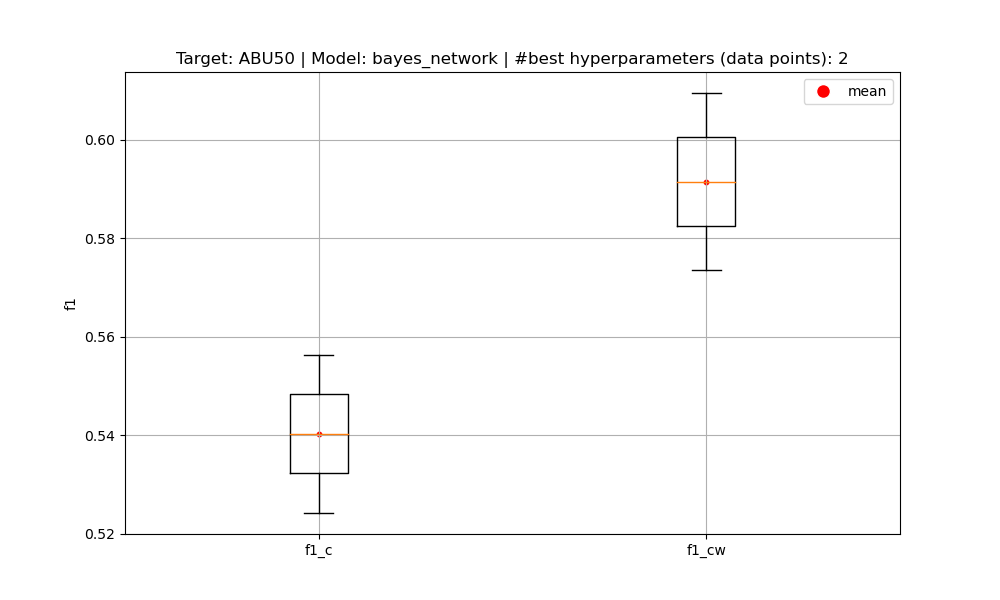 Target: ABU50 | Model: bayes_network | #best hyperparameters (data points): 2
mean
0.60
0.58
0.56
0.54
0.52
f1
f1_c
f1_cw